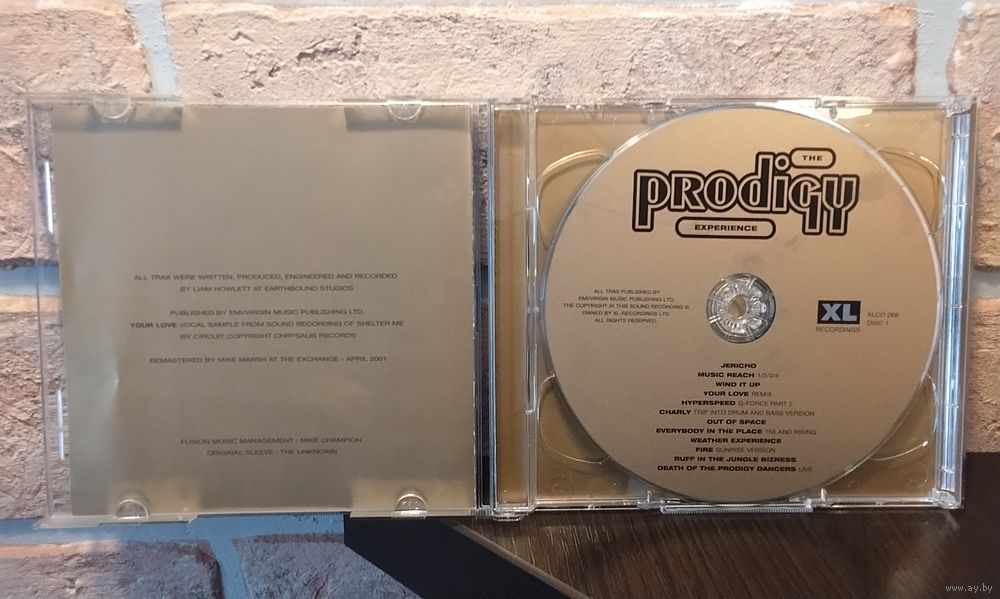 ALL TRAX WERE WRITTEN, PRODUCED, ENGINEERED AND RECORDED
BY LIAM HOWLETT AT EARTHBOUND STUDIOS
PUBLISHED BY EMI/VIRGIN MUSIC PUBLISHING LTD.
YOUR LOVE VOCAL SAMPLE FROM SOUND RECORDING OF SHELTER ME
BY CIRCUIT COPYRIGHT CHRYSALIS RECORDS
REMASTERED BY MIKE MARSH AT THE EXCHANGE - APRIL 2001
FUSION MUSIC MANAGEMENT : MIKE CHAMPION
ORIGINAL SLEEVE : THE UNKNOWN
THE
PRODIGY
EXPERIENCE
ALL TRAX PUBLISHED BY
EMI/VIRGIN MUSIC PUBLISHING LTD.
THE COPYRIGHT IN THIS SOUND RECORDING IS
OWNED BY XL-RECORDINGS LTD.
ALL RIGHTS RESERVED..
XL
RECORDINGS
XLCD 268
DISC 1
JERICHO
MUSIC REACH 1/2/3/4
WIND IT UP
YOUR LOVE REMIX
HYPERSPEED G-FORCE PART 2
CHARLY TRIP INTO DRUM AND BASS VERSION
OUT OF SPACE
EVERYBODY IN THE PLACE 155 AND RISING
WEATHER EXPERIENCE
FIRE SUNRISE VERSION
RUFF IN THE JUNGLE BIZNESS
DEATH OF THE PRODIGY DANCERS LIVE
www.ay.by